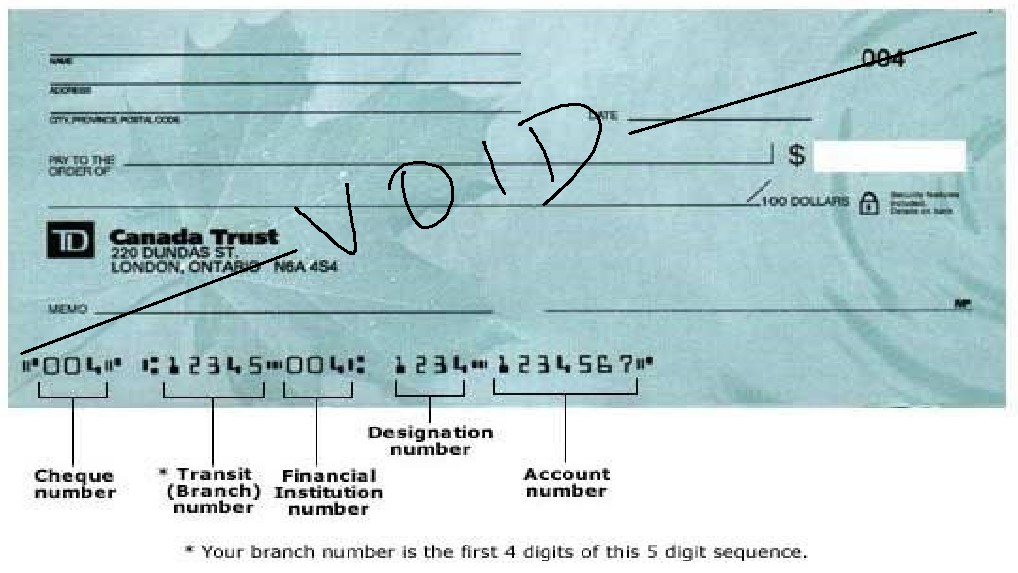 004
NAME
ADDRESS
CITY, PROVINCE, POSTAL CODE
DATE
PAY TO THE
ORDER OF
$
/100 DOLLARS
Security features
included.
Details on back.
VOID
TD Canada Trust
220 DUNDAS ST.
LONDON, ONTARIO N6A 4S4
MEMO
MP
⑈004⑈ ⑆12345⑉004⑆ 1234⑉1234567⑈
Cheque
number
* Transit
(Branch)
number
Financial
Institution
number
Designation
number
Account
number
* Your branch number is the first 4 digits of this 5 digit sequence.